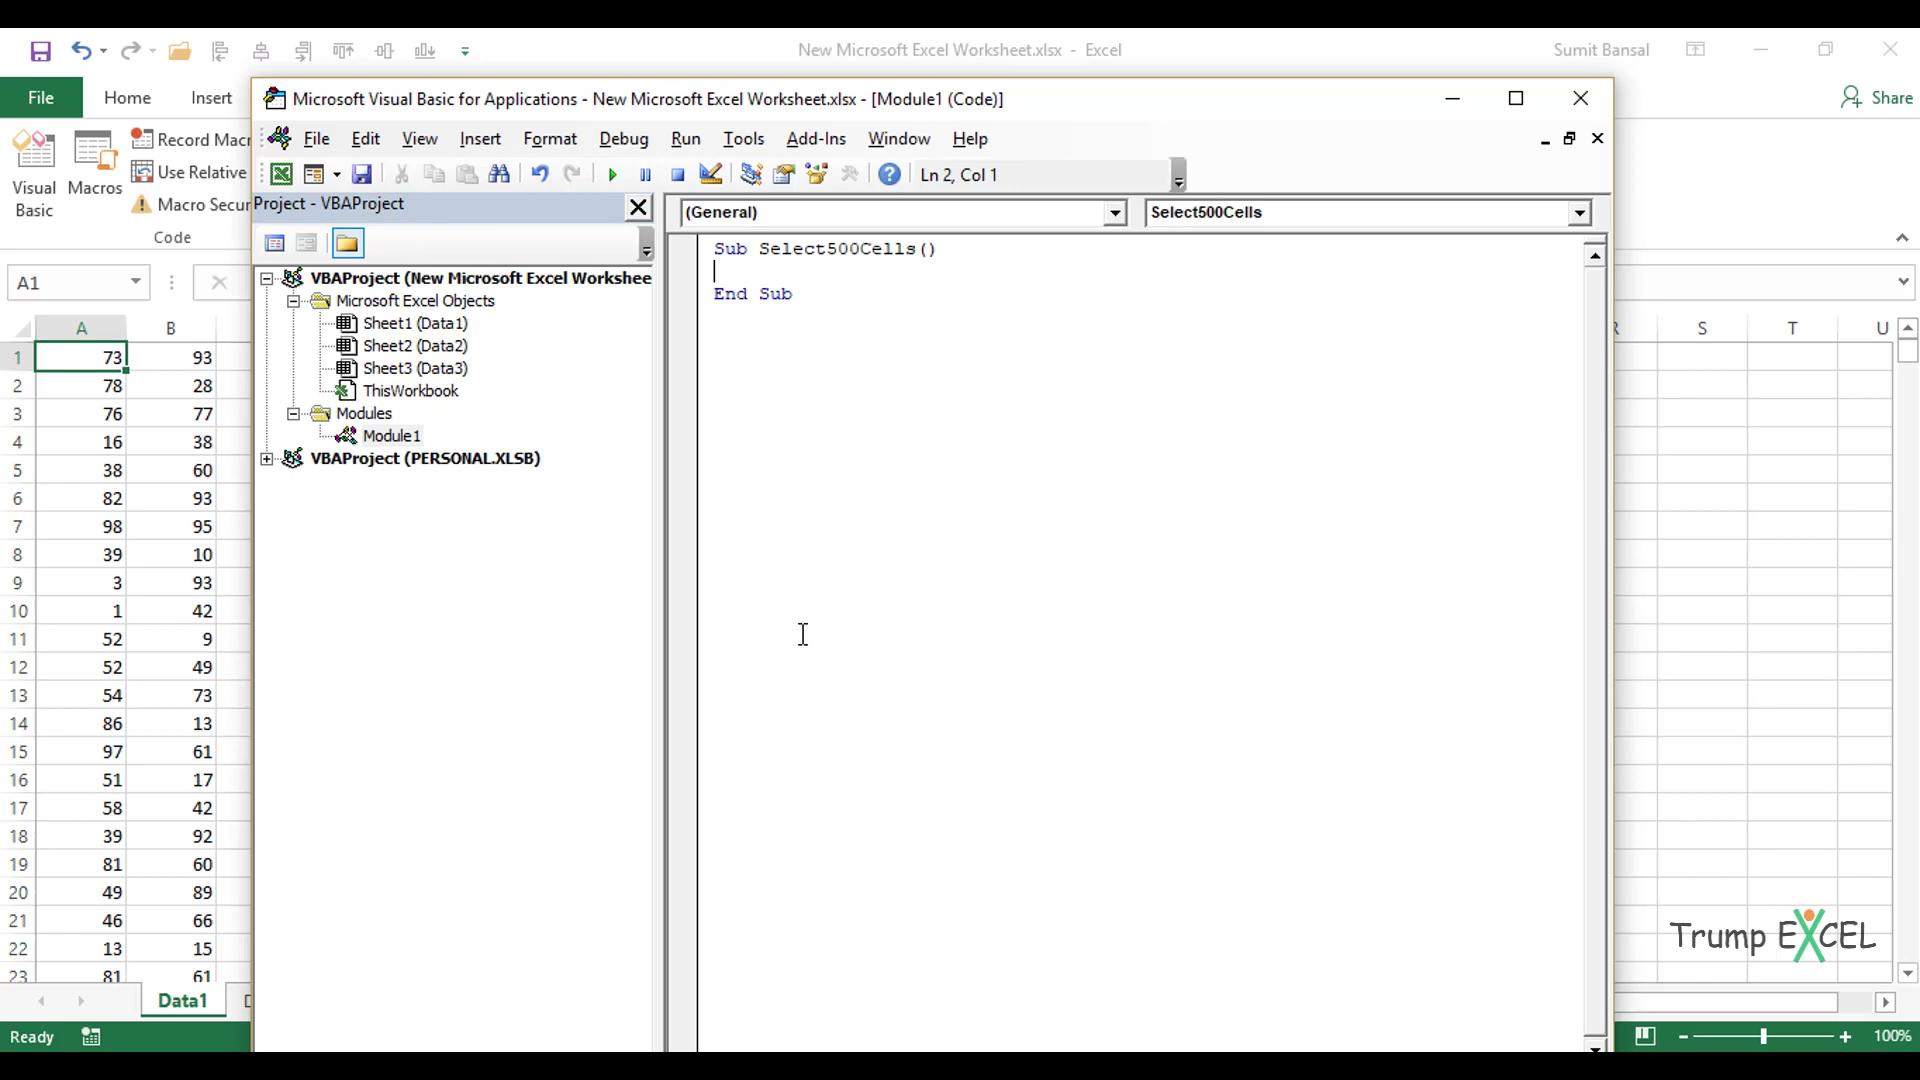 New Microsoft Excel Worksheet.xlsx - Excel
Sumit Bansal
File
Home
Insert
Share
Microsoft Visual Basic for Applications - New Microsoft Excel Worksheet.xlsx - [Module1 (Code)]
File Edit View Insert Format Debug Run Tools Add-Ins Window Help
Visual Basic
Macros
Record Macr
Use Relative
Macro Secur
Code
Ln 2, Col 1
Project - VBAProject
(General)
Select500Cells
VBAProject (New Microsoft Excel Workshee
Microsoft Excel Objects
Sheet1 (Data1)
Sheet2 (Data2)
Sheet3 (Data3)
ThisWorkbook
Modules
Module1
VBAProject (PERSONAL.XLSB)
Sub Select500Cells()
End Sub
A1
A B R S T U
1 73 93
2 78 28
3 76 77
4 16 38
5 38 60
6 82 93
7 98 95
8 39 10
9 3 93
10 1 42
11 52 9
12 52 49
13 54 73
14 86 13
15 97 61
16 51 17
17 58 42
18 39 92
19 81 60
20 49 89
21 46 66
22 13 15
23 81 61
Trump EXCEL
Data1
Ready
100%